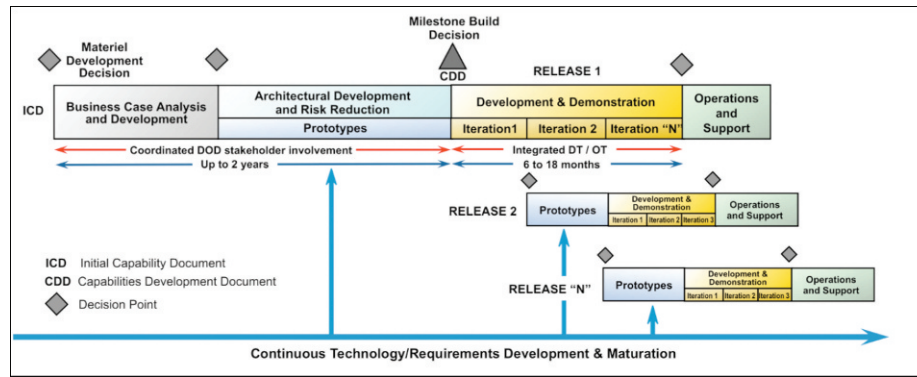 Milestone Build
Decision
Materiel
Development
Decision
CDD
RELEASE 1
ICD
Business Case Analysis
and Development
Architectural Development
and Risk Reduction
Prototypes
Development & Demonstration
Iteration1
Iteration 2
Iteration “N”
Operations
and
Support
Coordinated DOD stakeholder involvement
Integrated DT / OT
Up to 2 years
6 to 18 months
RELEASE 2
Prototypes
Development &
Demonstration
Iteration 1
Iteration 2
Iteration 3
Operations
and Support
RELEASE “N”
Prototypes
Development &
Demonstration
Iteration 1
Iteration 2
Iteration 3
Operations
and Support
ICD Initial Capability Document
CDD Capabilities Development Document
Decision Point
Continuous Technology/Requirements Development & Maturation